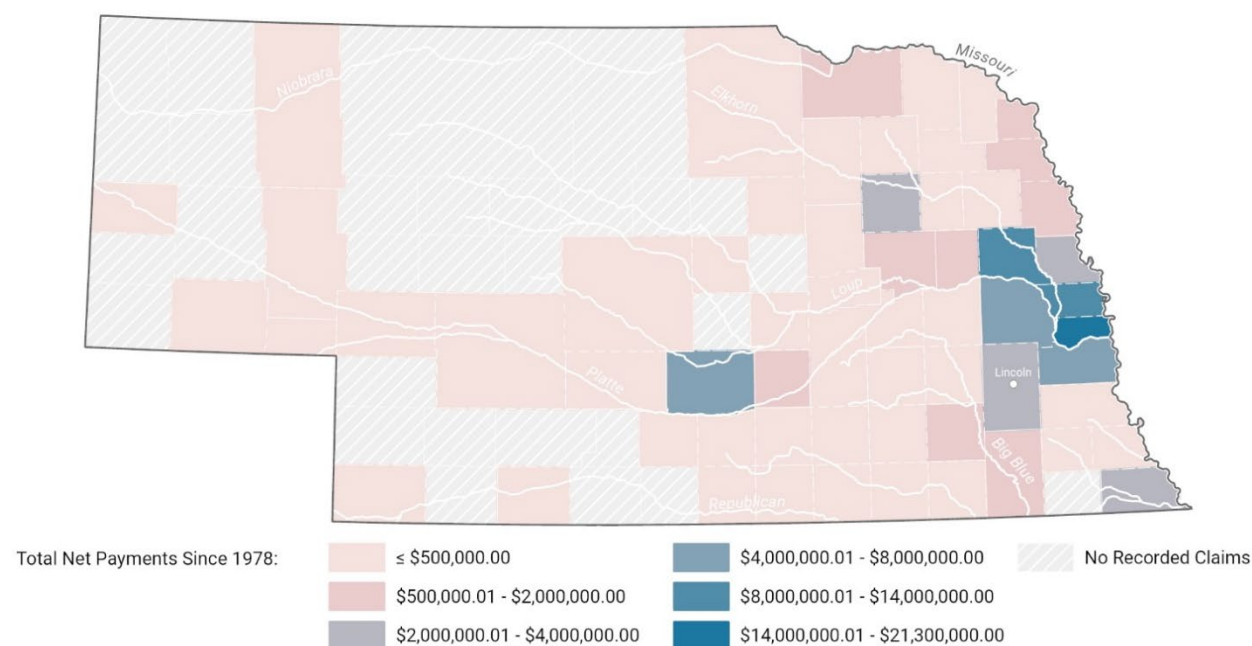 Missouri
Niobrara
Elkhorn
Loup
Platte
Lincoln
Big Blue
Republican
Total Net Payments Since 1978:
≤ $500,000.00
$500,000.01 - $2,000,000.00
$2,000,000.01 - $4,000,000.00
$4,000,000.01 - $8,000,000.00
$8,000,000.01 - $14,000,000.00
$14,000,000.01 - $21,300,000.00
No Recorded Claims